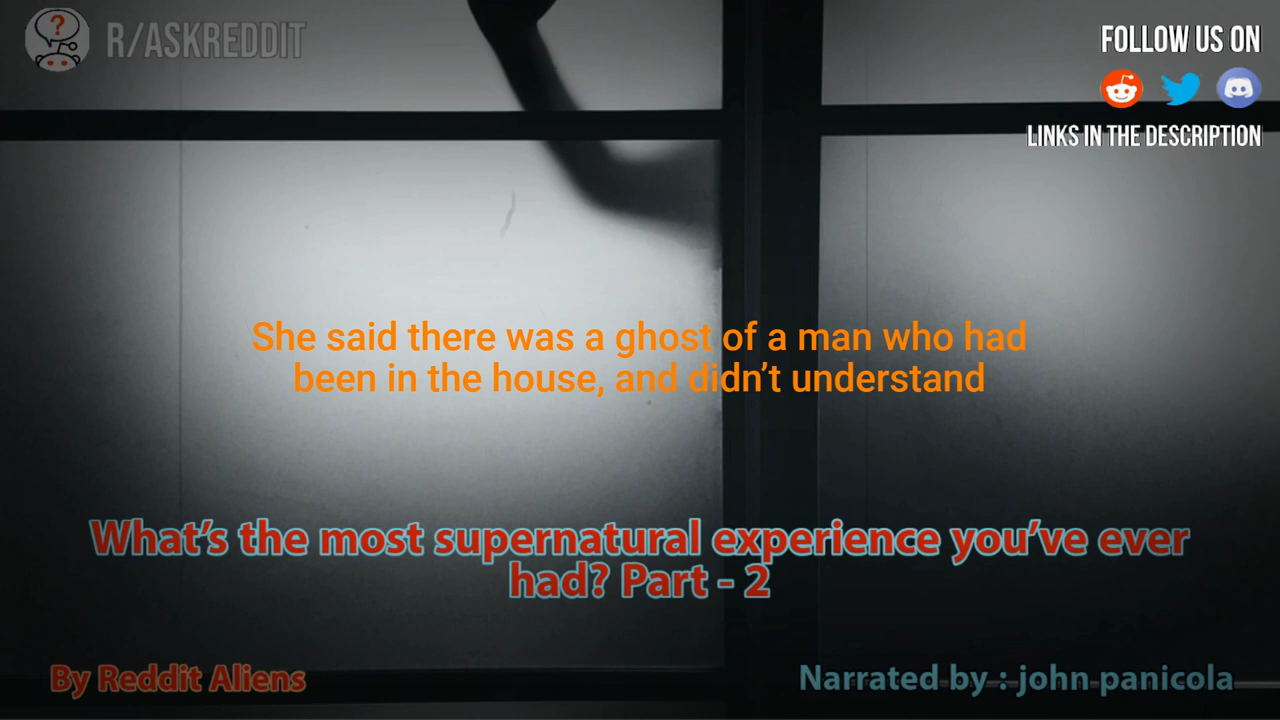 R/ASKREDDIT
FOLLOW US ON
LINKS IN THE DESCRIPTION
She said there was a ghost of a man who had
been in the house, and didn’t understand
What’s the most supernatural experience you’ve ever
had? Part - 2
By Reddit Aliens
Narrated by : john panicola